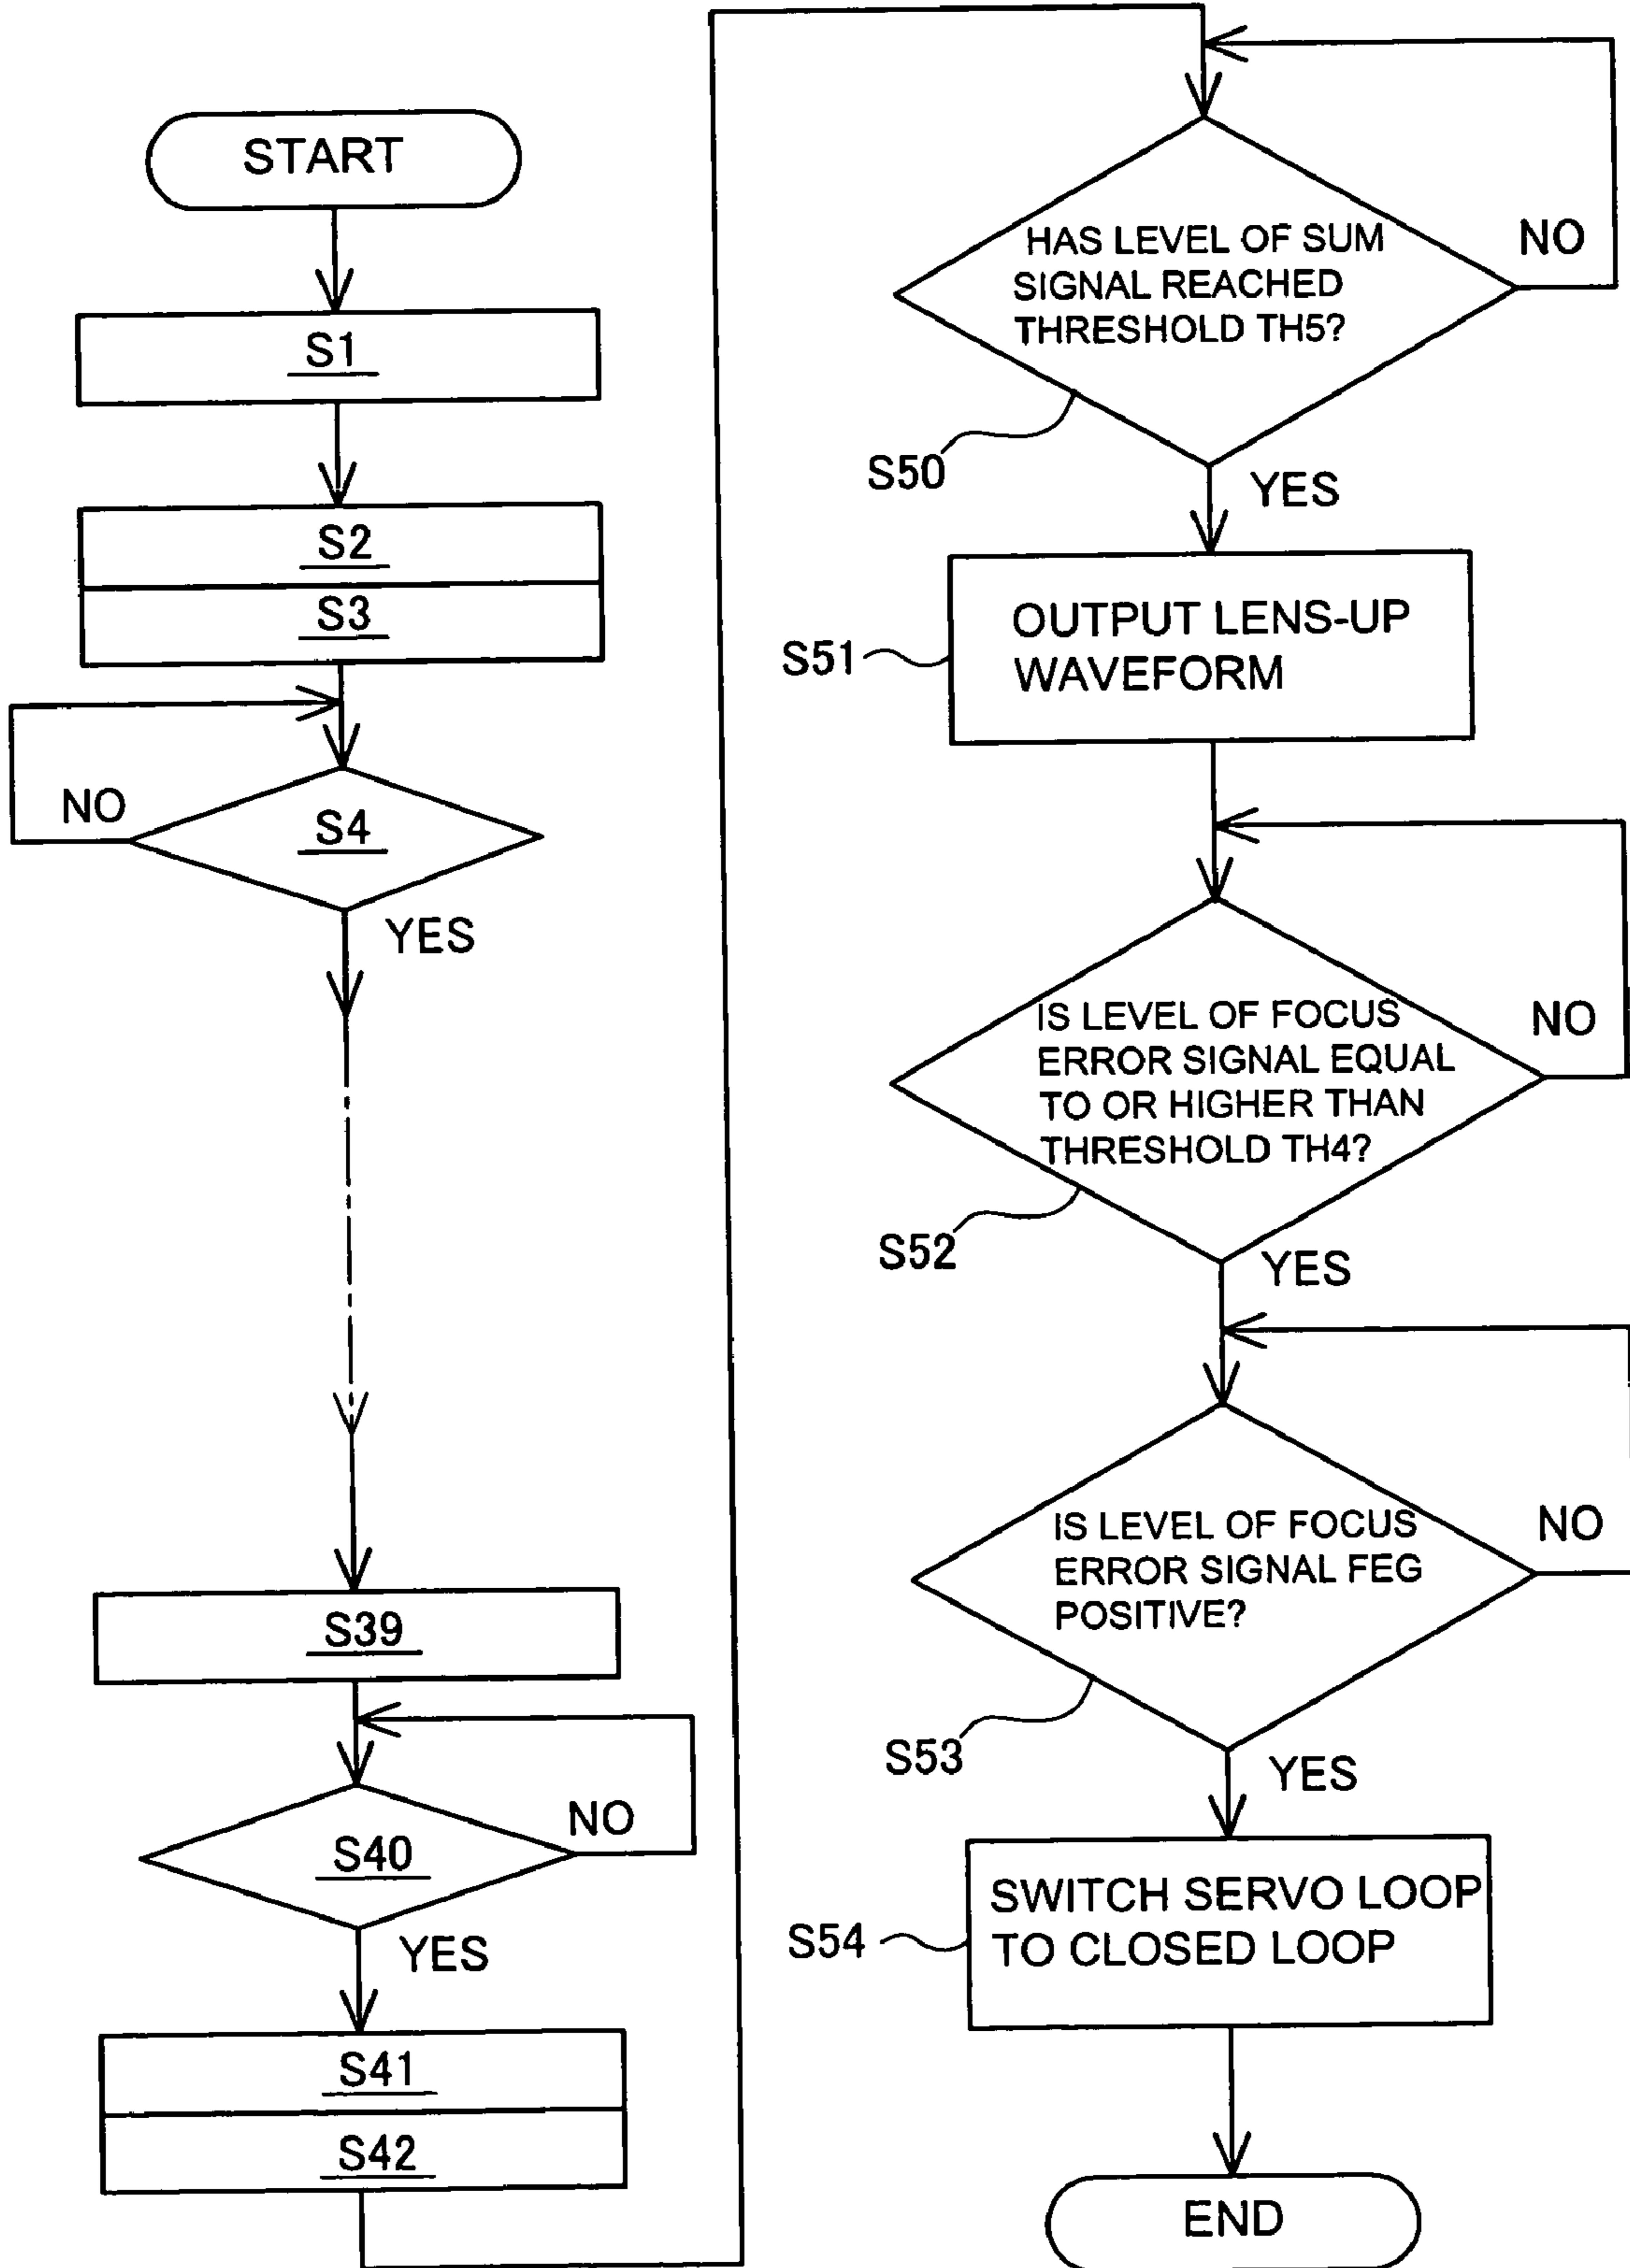 START
S1
S2
S3
NO
S4
YES
S39
NO
S40
YES
S41
S42
HAS LEVEL OF SUM
SIGNAL REACHED
THRESHOLD TH5?
NO
S50
YES
OUTPUT LENS-UP
WAVEFORM
S51
IS LEVEL OF FOCUS
ERROR SIGNAL EQUAL
TO OR HIGHER THAN
THRESHOLD TH4?
NO
S52
YES
IS LEVEL OF FOCUS
ERROR SIGNAL FEG
POSITIVE?
NO
S53
YES
SWITCH SERVO LOOP
TO CLOSED LOOP
S54
END